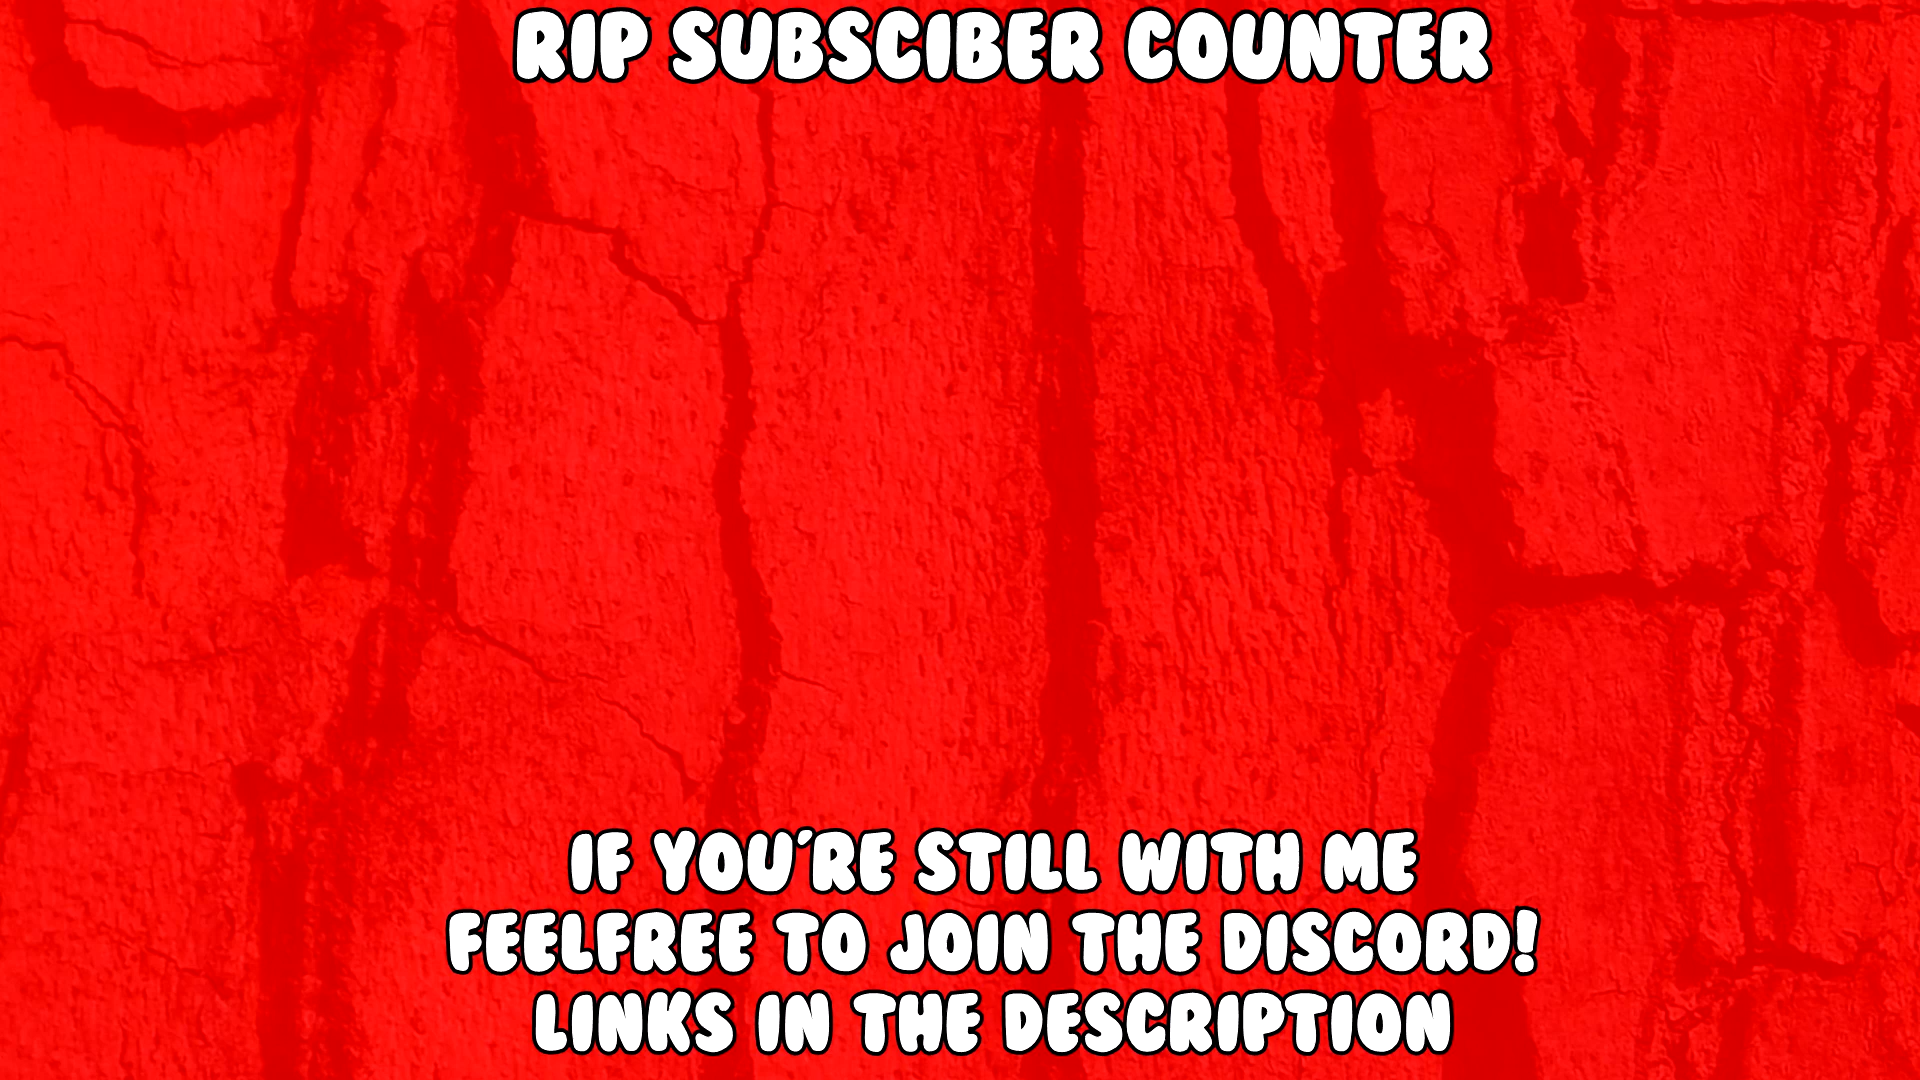 RIP SUBSCIBER COUNTER
IF YOU'RE STILL WITH ME
FEELFREE TO JOIN THE DISCORD!
LINKS IN THE DESCRIPTION